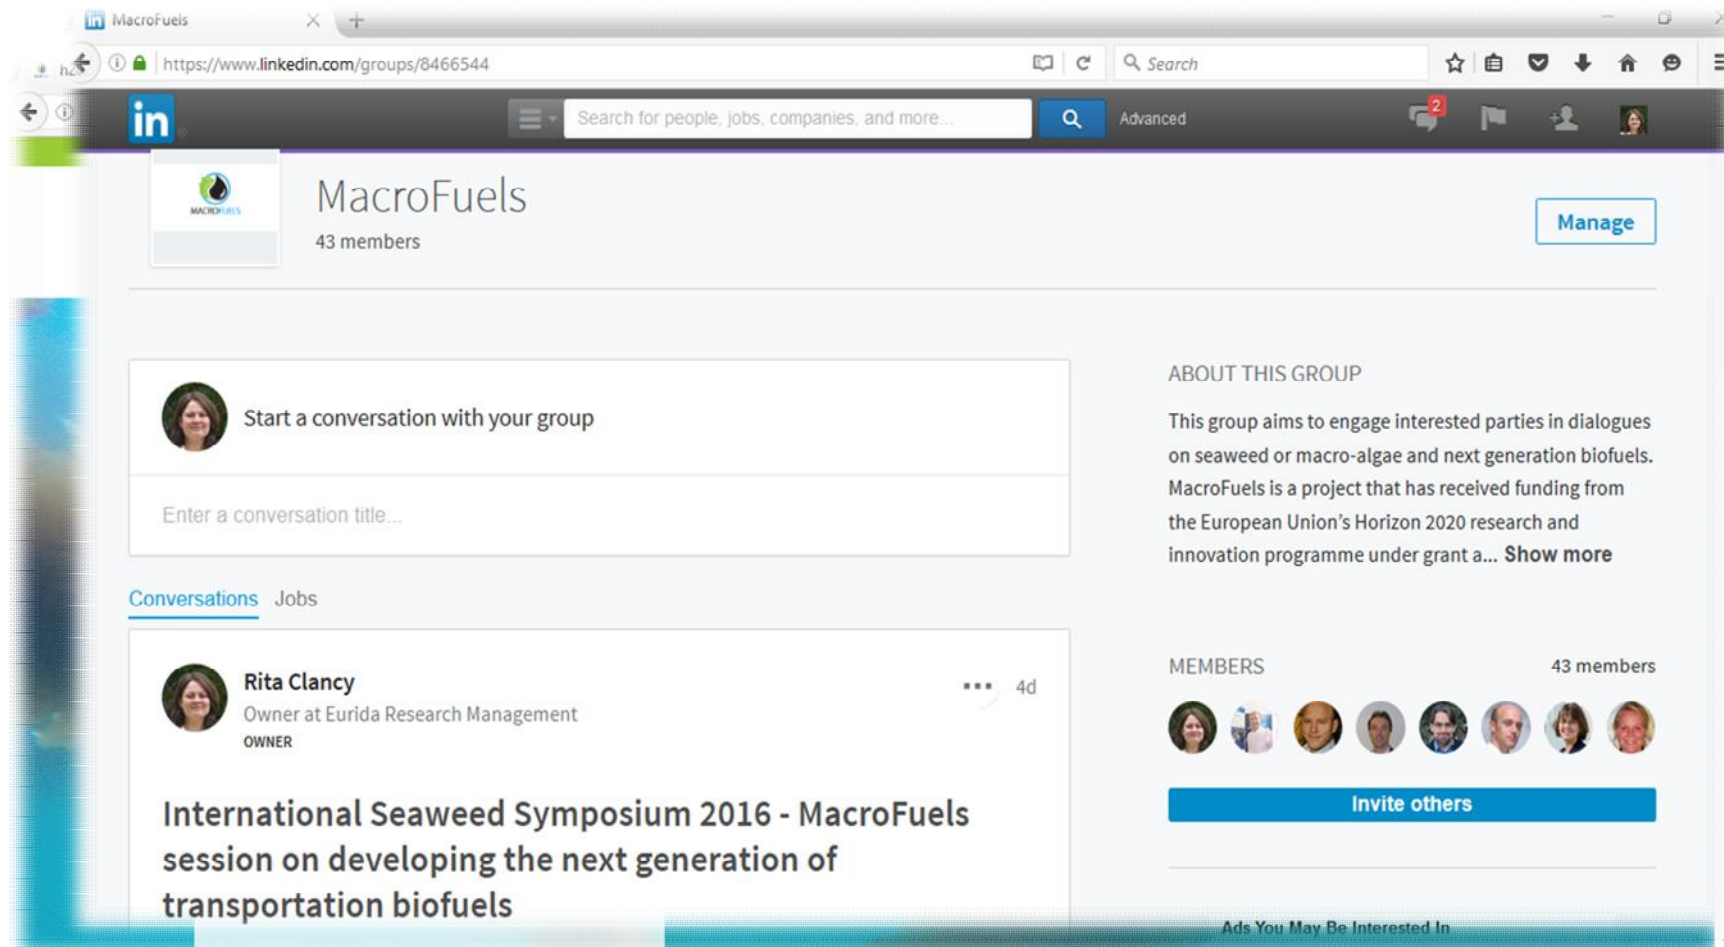 MacroFuels
https://www.linkedin.com/groups/8466544
Search
in
Search for people, jobs, companies, and more...
Advanced
2
MACROFUELS
MacroFuels
43 members
Manage
Start a conversation with your group
Enter a conversation title...
ABOUT THIS GROUP
This group aims to engage interested parties in dialogues
on seaweed or macro-algae and next generation biofuels.
MacroFuels is a project that has received funding from
the European Union's Horizon 2020 research and
innovation programme under grant a... Show more
Conversations Jobs
Rita Clancy
Owner at Eurida Research Management
OWNER
4d
International Seaweed Symposium 2016 - MacroFuels
session on developing the next generation of
transportation biofuels
MEMBERS 43 members
Invite others
Ads You May Be Interested In